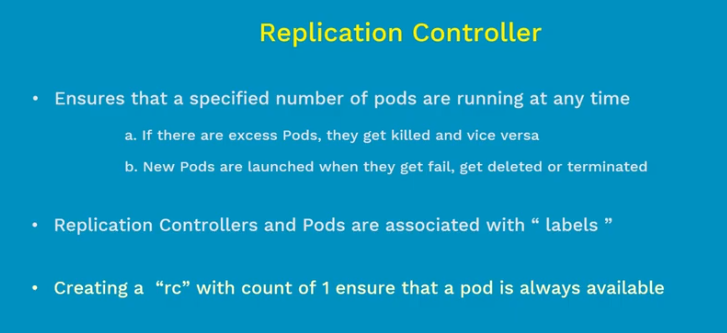 Replication Controller
• Ensures that a specified number of pods are running at any time
a. If there are excess Pods, they get killed and vice versa
b. New Pods are launched when they get fail, get deleted or terminated
• Replication Controllers and Pods are associated with “ labels ”
• Creating a “rc” with count of 1 ensure that a pod is always available